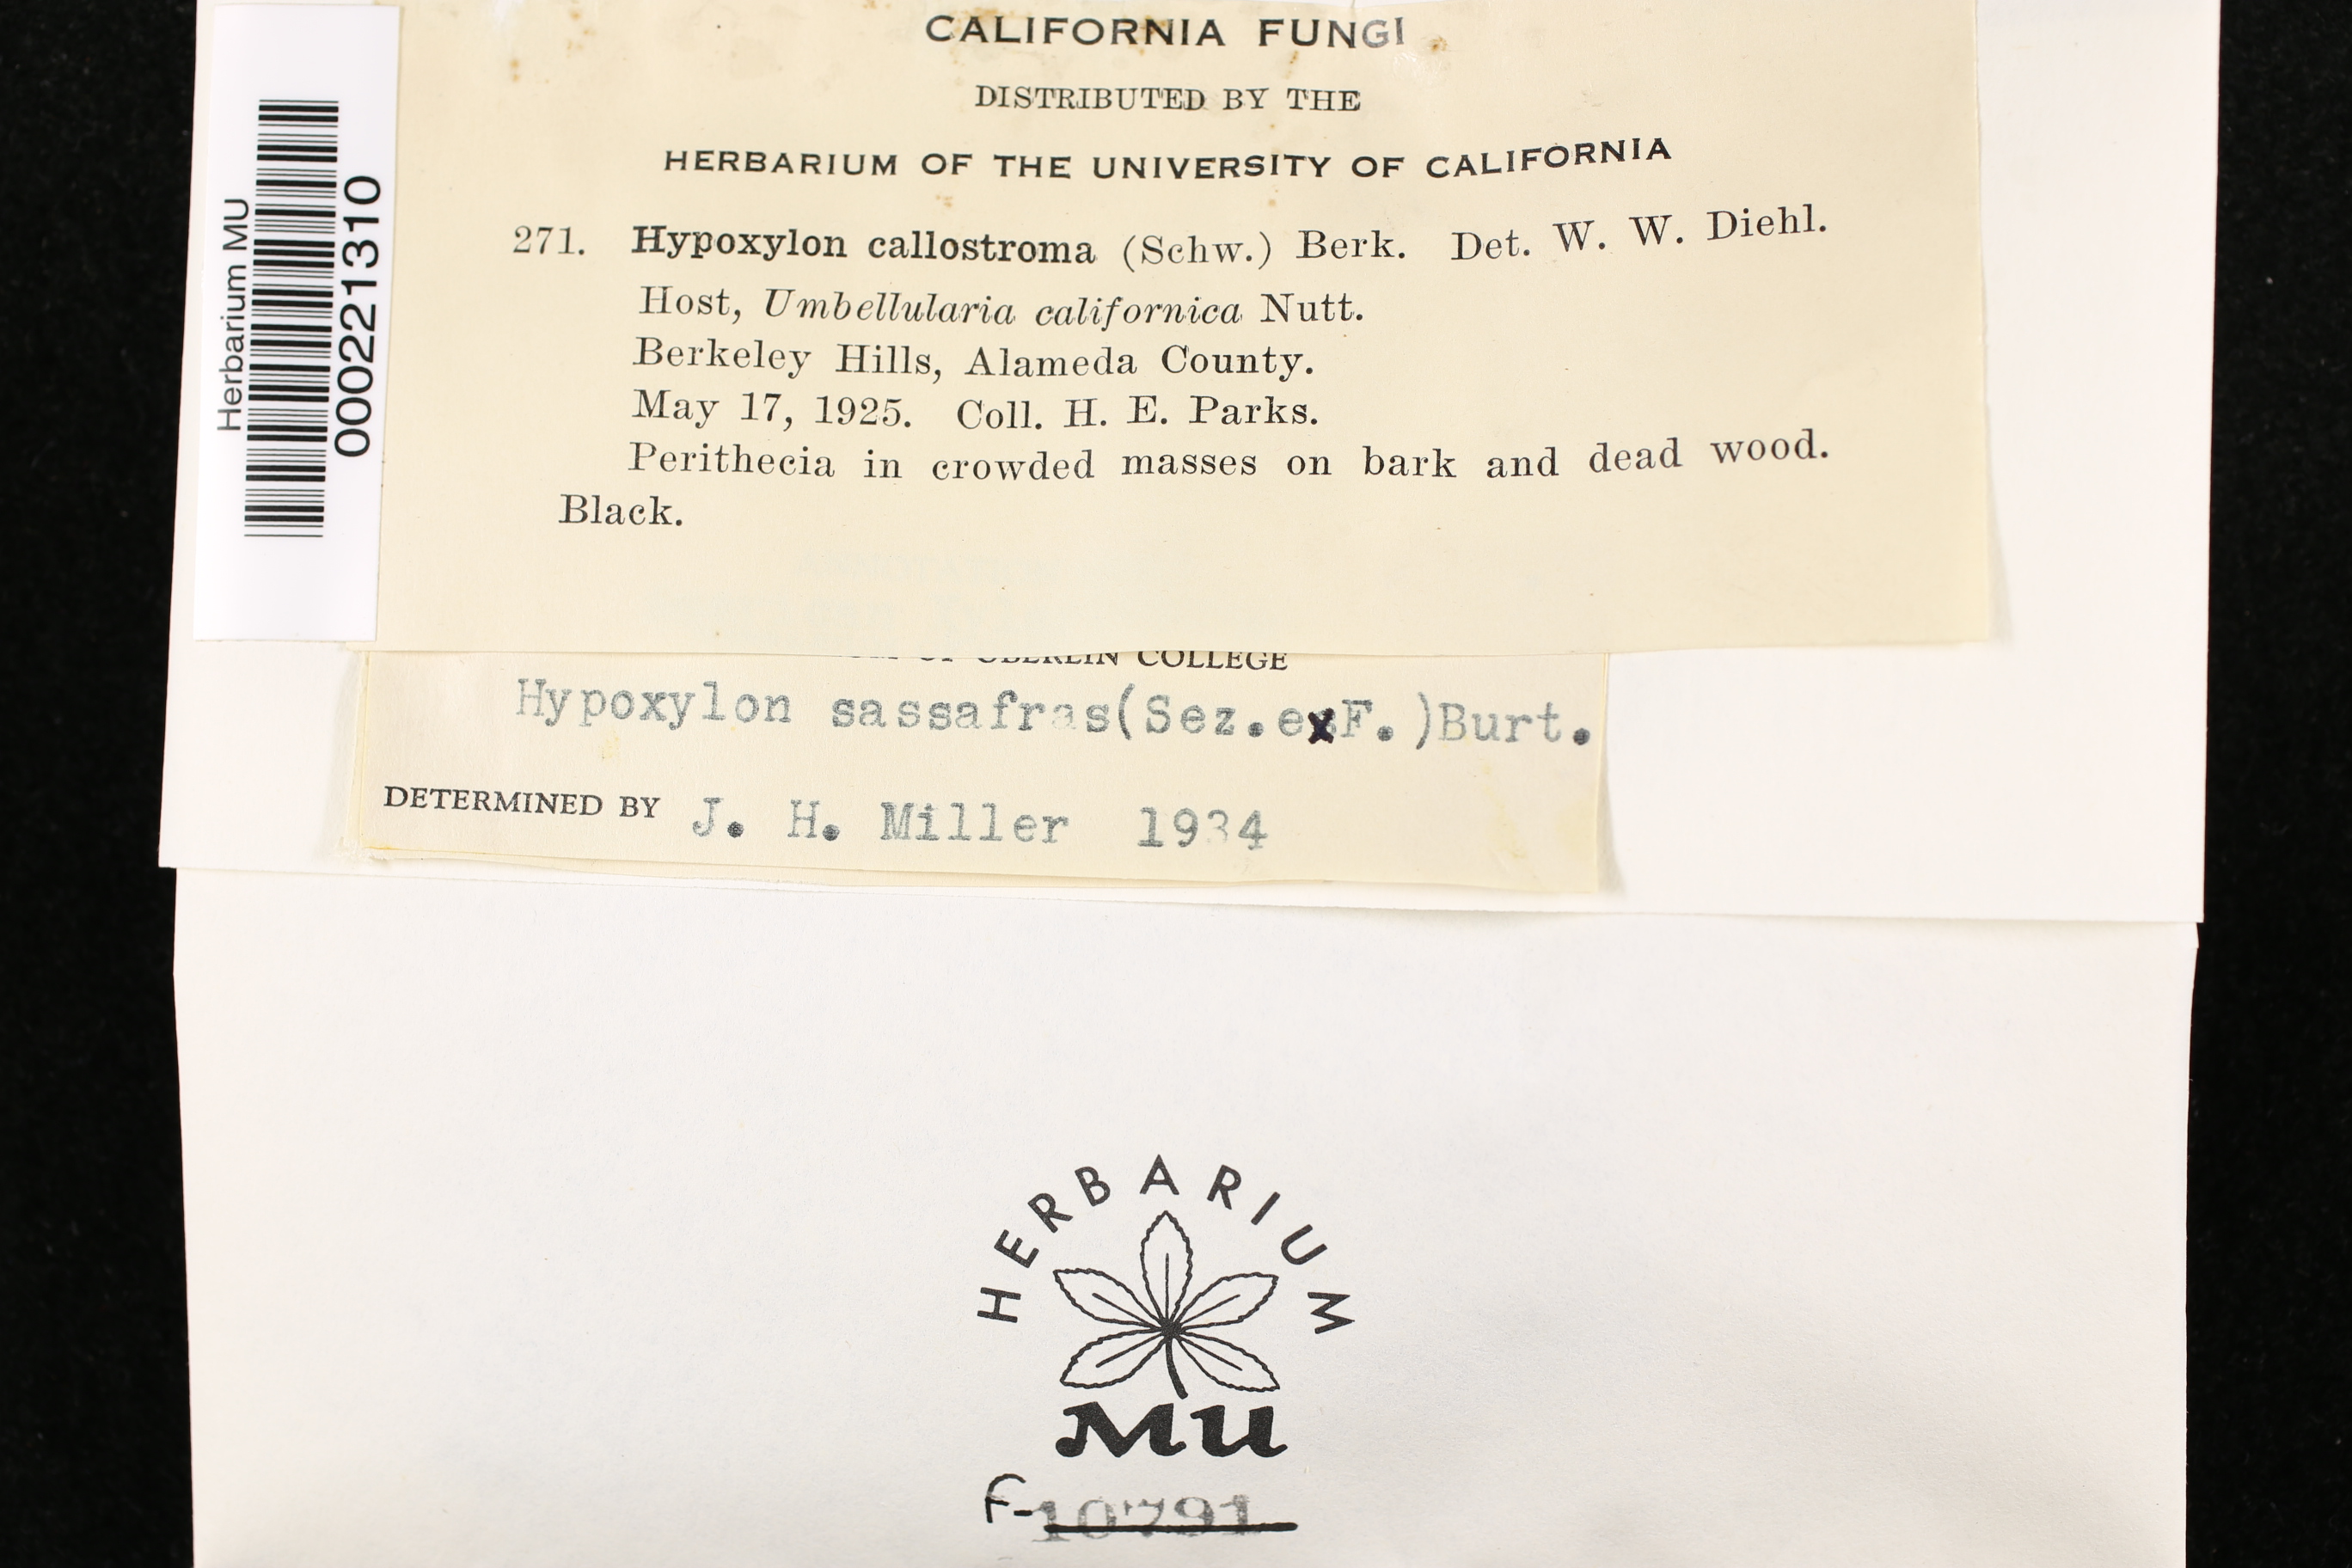 CALIFORNIA FUNGI
DISTRIBUTED BY THE
HERBARIUM OF THE UNIVERSITY OF CALIFORNIA
271. Hypoxylon callostroma (Schw.) Berk. Det. W. W. Diehl.
Host, Umbellularia californica Nutt.
Berkeley Hills, Alameda County.
May 17, 1925. Coll. H. E. Parks.
Perithecia in crowded masses on bark and dead wood.
Black.
Herbarium MU
000221310
OF OBERLIN COLLEGE
Hypoxylon sassafras(Sez.exF.)Burt.
DETERMINED BY J. H. Miller 1934
HERBARIUM
MU
F-10791